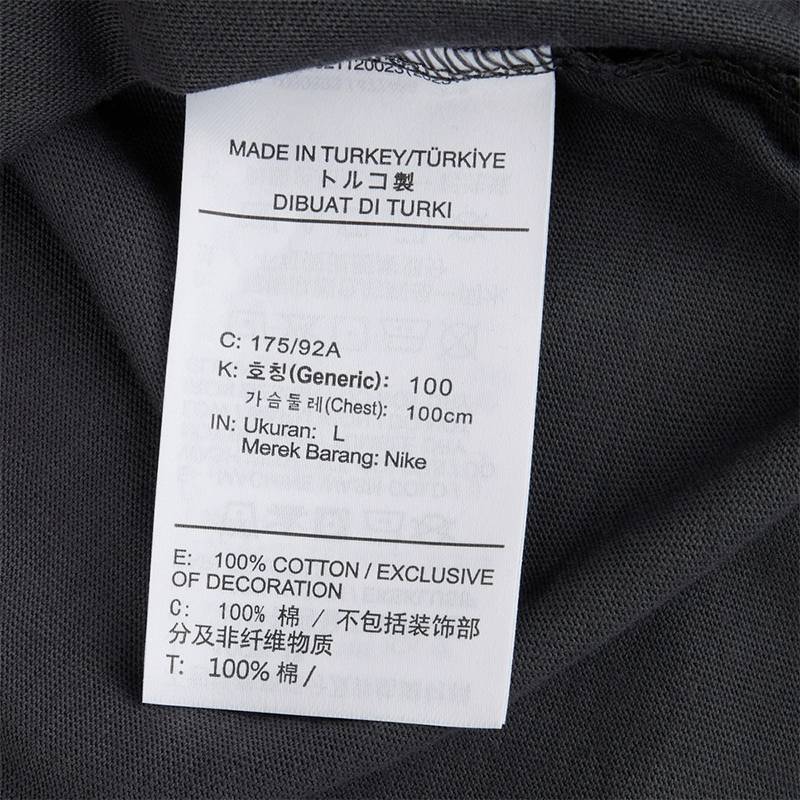 MADE IN TURKEY/TÜRKİYE
トルコ製
DIBUAT DI TURKI
C: 175/92A
K: 호칭(Generic): 100
가슴둘레(Chest): 100cm
IN: Ukuran: L
Merek Barang: Nike
E: 100% COTTON / EXCLUSIVE
OF DECORATION
C: 100% 棉 / 不包括装饰部
分及非纤维物质
T: 100% 棉 /